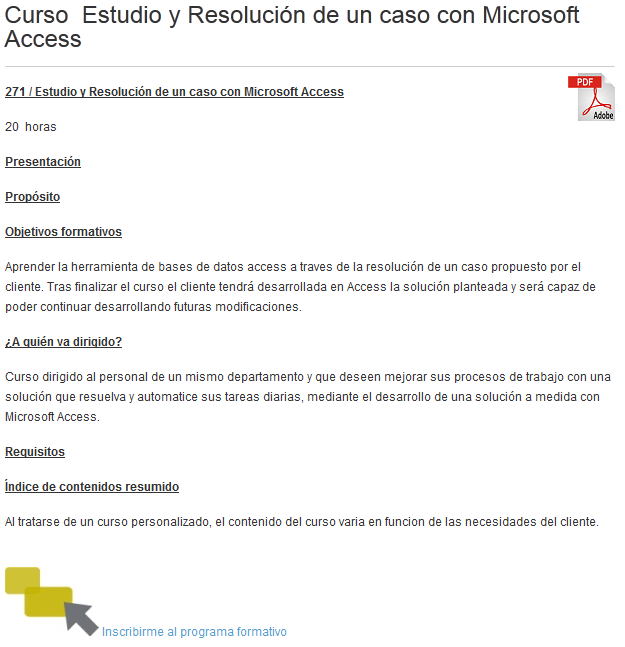 Curso  Estudio y Resolución de un caso con Microsoft
Access
271 / Estudio y Resolución de un caso con Microsoft Access
PDF
Adobe
20  horas
Presentación
Propósito
Objetivos formativos
Aprender la herramienta de bases de datos access a traves de la resolución de un caso propuesto por el
cliente. Tras finalizar el curso el cliente tendrá desarrollada en Access la solución planteada y será capaz de
poder continuar desarrollando futuras modificaciones.
¿A quién va dirigido?
Curso dirigido al personal de un mismo departamento y que deseen mejorar sus procesos de trabajo con una
solución que resuelva y automatice sus tareas diarias, mediante el desarrollo de una solución a medida con
Microsoft Access.
Requisitos
Índice de contenidos resumido
Al tratarse de un curso personalizado, el contenido del curso varia en funcion de las necesidades del cliente.
Inscribirme al programa formativo